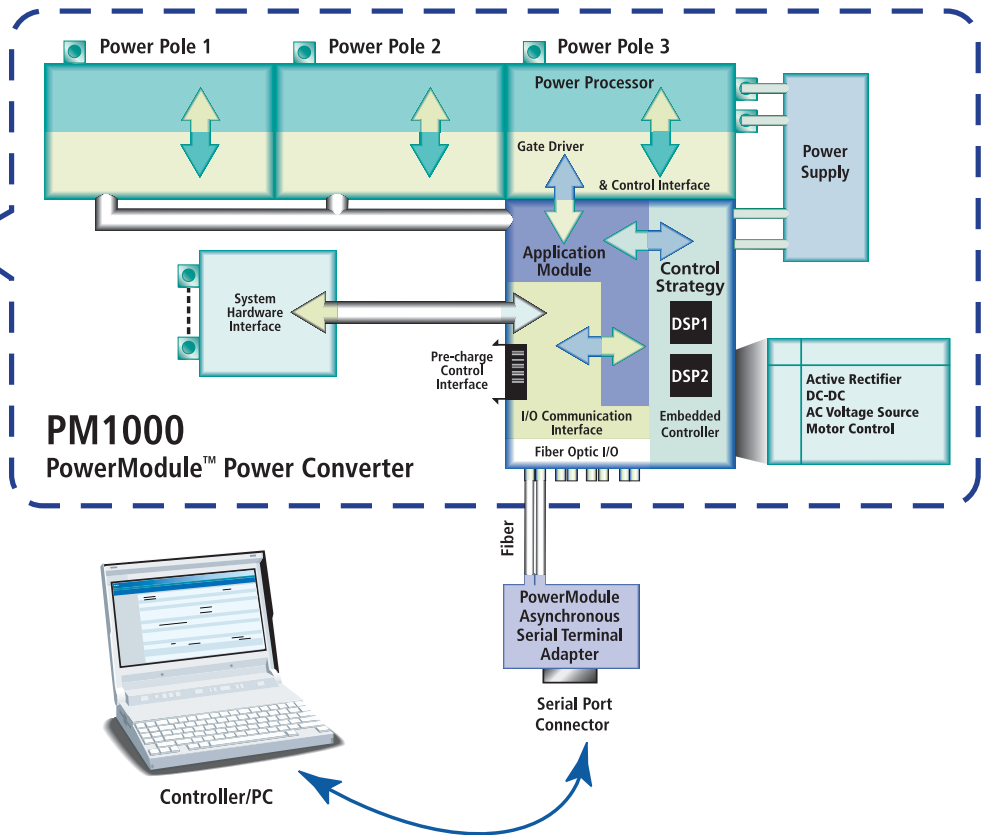 Power Pole 1
Power Pole 2
Power Pole 3
Power Processor
Gate Driver
& Control Interface
Power
Supply
Application
Module
Control
Strategy
System
Hardware
Interface
DSP1
Pre-charge
Control
Interface
DSP2
Active Rectifier
DC-DC
AC Voltage Source
Motor Control
I/O Communication
Interface
Embedded
Controller
Fiber Optic I/O
PM1000
PowerModule™ Power Converter
Fiber
PowerModule
Asynchronous
Serial Terminal
Adapter
Serial Port
Connector
Controller/PC